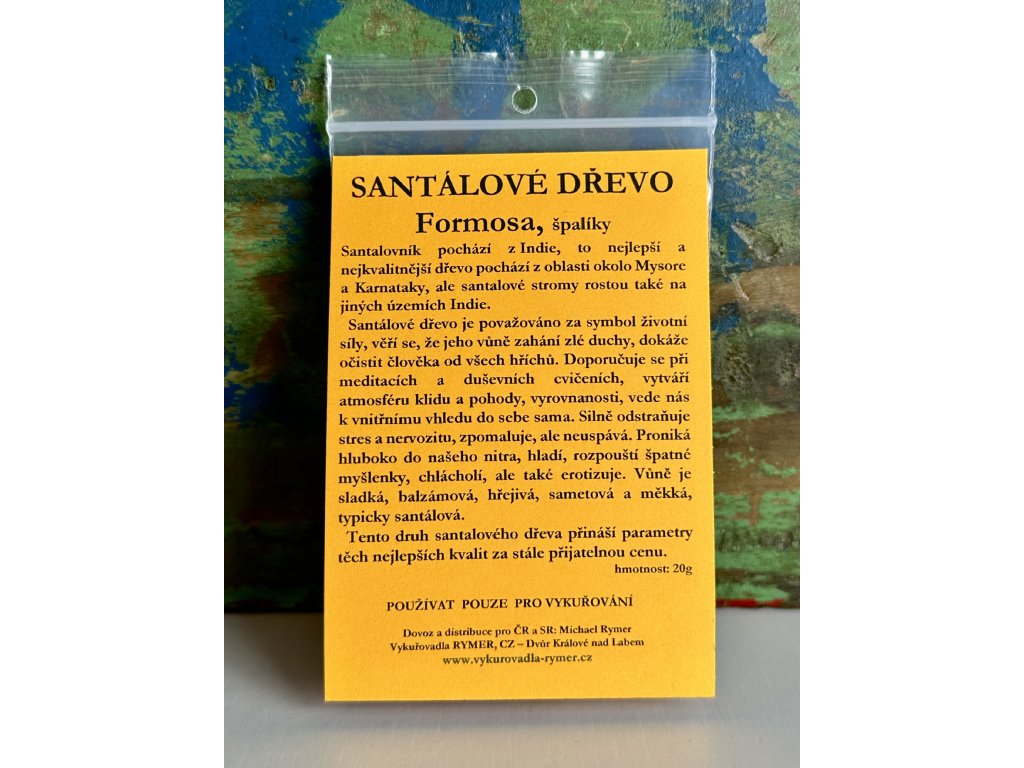 SANTÁLOVÉ DŘEVO
Formosa, špalíky
Santalovník pochází z Indie, to nejlepší a
nejkvalitnější dřevo pochází z oblasti okolo Mysore
a Karnataky, ale santalové stromy rostou také na
jiných územích Indie.
Santálové dřevo je považováno za symbol životní
síly, věří se, že jeho vůně zahání zlé duchy, dokáže
očistit člověka od všech hříchů. Doporučuje se při
meditacích a duševních cvičeních, vytváří
atmosféru klidu a pohody, vyrovnanosti, vede nás
k vnitřnímu vhledu do sebe sama. Silně odstraňuje
stres a nervozitu, zpomaluje, ale neuspává. Proniká
hluboko do našeho nitra, hladí, rozpouští špatné
myšlenky, chlácholí, ale také erotizuje. Vůně je
sladká, balzámová, hřejivá, sametová a měkká,
typicky santálová.
Tento druh santalového dřeva přináší parametry
těch nejlepších kvalit za stále přijatelnou cenu.
hmotnost: 20g
POUŽÍVAT POUZE PRO VYKUŘOVÁNÍ
Dovoz a distribuce pro ČR a SR: Michael Rymer
Vykuřovadla RYMER, CZ – Dvůr Králové nad Labem
www.vykurovadla-rymer.cz